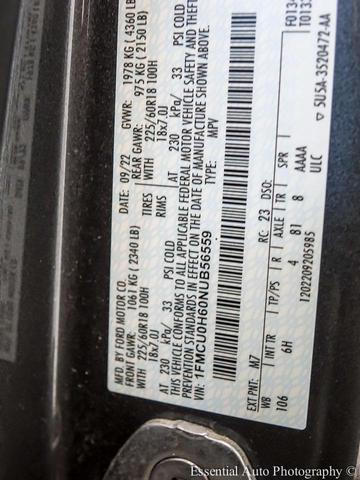 MFD. BY FORD MOTOR CO.
09/22
GVWR: 1978 KG ( 4360 LB)
FRONT GAWR: 1061 KG ( 2340 LB)
REAR GAWR: 975 KG ( 2150 LB)
WITH 225/60R18 100H TIRES
WITH 225/60R18 100H
18x7.0J RIMS
18x7.0J
AT 230 kPa/ 33 PSI COLD
AT 230 kPa/ 33 PSI COLD
THIS VEHICLE CONFORMS TO ALL APPLICABLE FEDERAL MOTOR VEHICLE SAFETY AND THEFT
PREVENTION STANDARDS IN EFFECT ON THE DATE OF MANUFACTURE SHOWN ABOVE.
VIN: 1FMCU0H60NUB56559
TYPE: MPV
EXT PNT: M7 RC: 23 DSO:
WB INT TR TP/PS R AXLE TR SPR
106 6H 4 81 8 AAAA
1202209205985 ULC
5U5A-3520472-AA
Essential Auto Photography ©